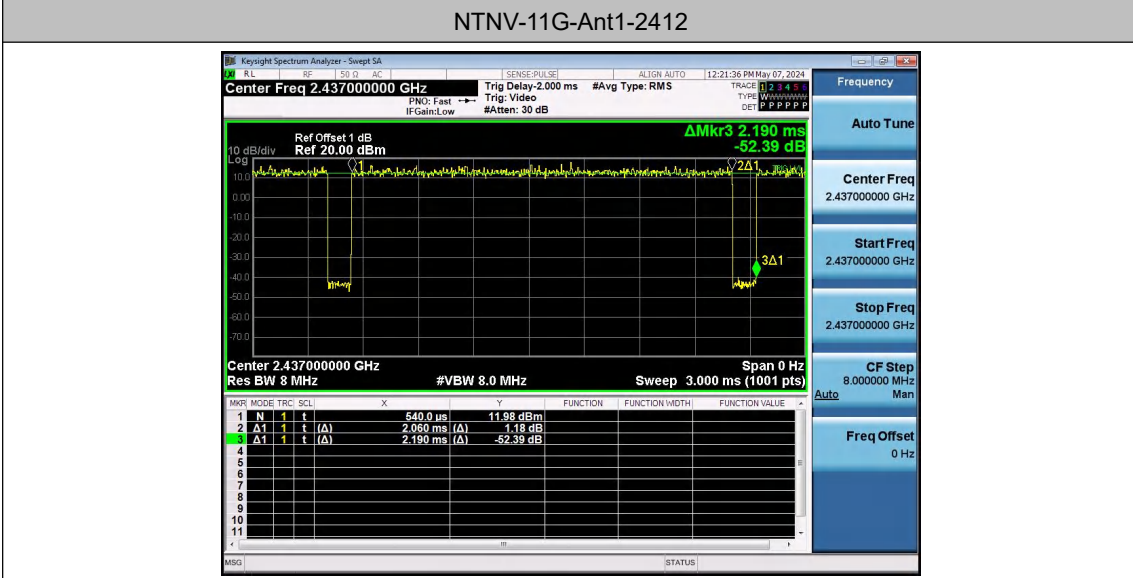 NTNV-11G-Ant1-2412
Keysight Spectrum Analyzer - Swept SA
LXI RL RF 50 Ω AC SENSE:PULSE ALIGN AUTO 12:21:36 PM May 07, 2024
Center Freq 2.437000000 GHz Trig Delay-2.000 ms #Avg Type: RMS TRACE 1 2 3 4 5 6
PNO: Fast Trig: Video TYPE WWWWWW
IFGain:Low #Atten: 30 dB DET P P P P P P
ΔMkr3 2.190 ms
-52.39 dB
Ref Offset 1 dB
10 dB/div Ref 20.00 dBm
Log
1
2Δ1
3Δ1
10.0
0.00
-10.0
-20.0
-30.0
-40.0
-50.0
-60.0
-70.0
Center 2.437000000 GHz Span 0 Hz
Res BW 8 MHz #VBW 8.0 MHz Sweep 3.000 ms (1001 pts)
MKR MODE TRC SCL X Y FUNCTION FUNCTION WIDTH FUNCTION VALUE
1 N 1 t 540.0 µs 11.98 dBm
2 Δ1 1 t (Δ) 2.060 ms (Δ) 1.18 dB
3 Δ1 1 t (Δ) 2.190 ms (Δ) -52.39 dB
4
5
6
7
8
9
10
11
MSG STATUS
Frequency
Auto Tune
Center Freq
2.437000000 GHz
Start Freq
2.437000000 GHz
Stop Freq
2.437000000 GHz
CF Step
8.000000 MHz
Auto Man
Freq Offset
0 Hz